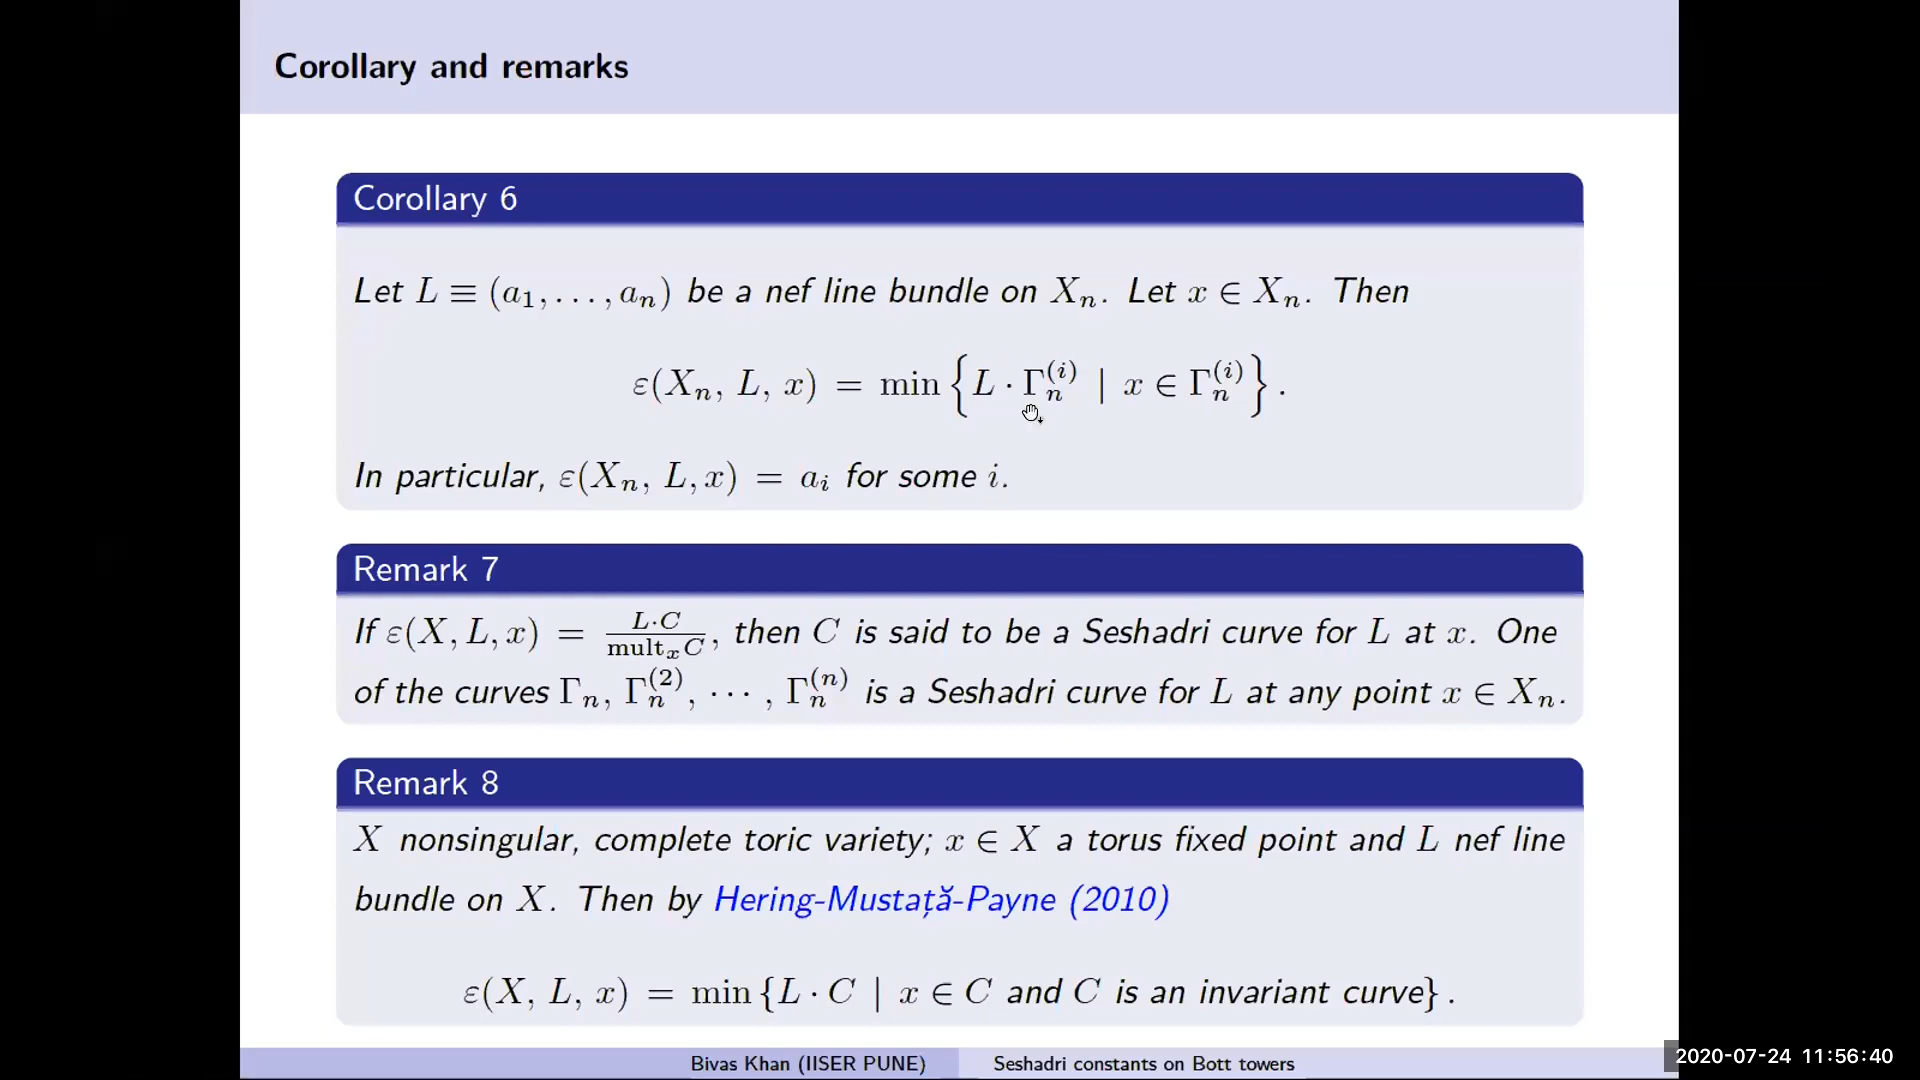 Corollary and remarks
Corollary 6
Let L ≡ (a₁, . . . , aₙ) be a nef line bundle on Xₙ. Let x ∈ Xₙ. Then
ε(Xₙ, L, x) = min { L · Γₙ⁽ⁱ⁾ | x ∈ Γₙ⁽ⁱ⁾ } .
In particular, ε(Xₙ, L, x) = aᵢ for some i.
Remark 7
If ε(X, L, x) = \frac{L·C}{mult_x C}, then C is said to be a Seshadri curve for L at x. One
of the curves Γₙ, Γₙ⁽²⁾, · · · , Γₙ⁽ⁿ⁾ is a Seshadri curve for L at any point x ∈ Xₙ.
Remark 8
X nonsingular, complete toric variety; x ∈ X a torus fixed point and L nef line
bundle on X. Then by Hering-Mustaţă-Payne (2010)
ε(X, L, x) = min {L · C | x ∈ C and C is an invariant curve} .
Bivas Khan (IISER PUNE) Seshadri constants on Bott towers
2020-07-24 11:56:40